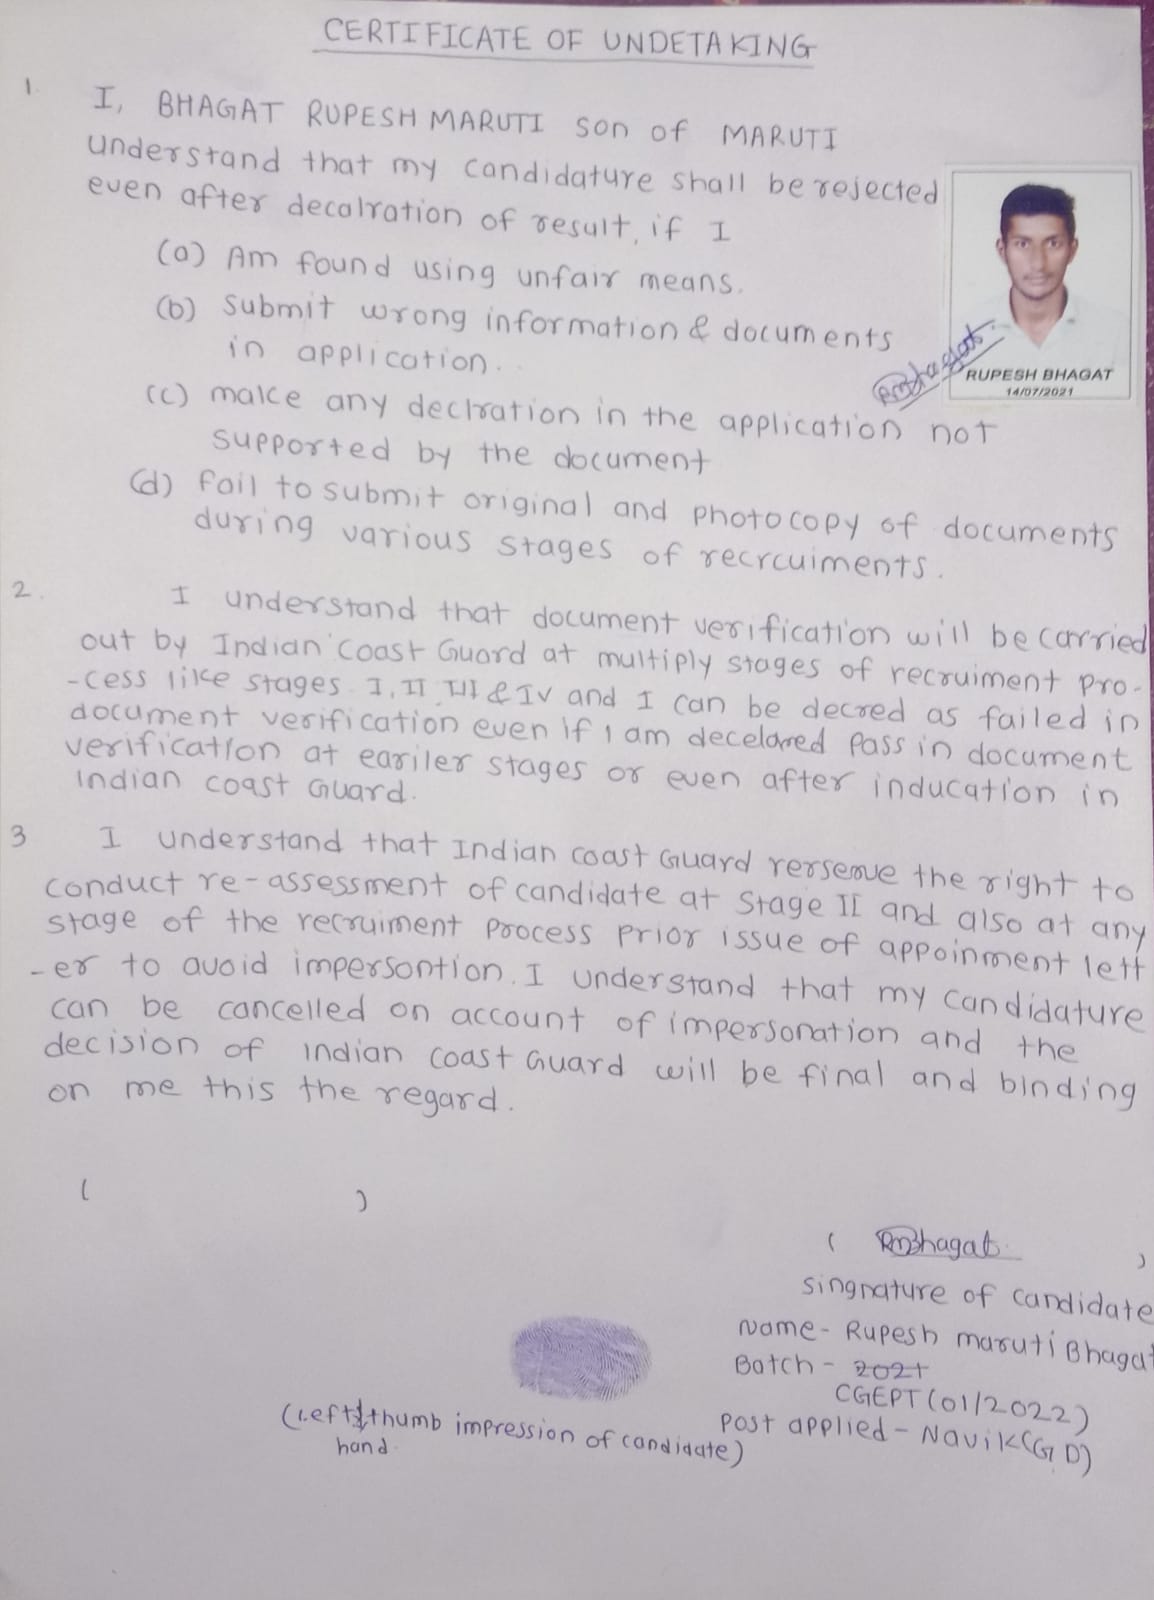 CERTIFICATE OF UNDETAKING
1.
I, BHAGAT RUPESH MARUTI son of MARUTI
understand that my candidature shall be rejected
even after decalration of result, if I
(a) Am found using unfair means.
(b) Submit wrong information & documents
in application.
(c) make any declration in the application not
supported by the document
(d) fail to submit original and photocopy of documents
during various stages of recrcuiments.
RMBhagat
RUPESH BHAGAT
14/07/2021
2.
I understand that document verification will be carried
out by Indian Coast Guard at multiply stages of recruiment pro-
-cess like stages I, II, III & IV and I can be decred as failed in
document verification even if I am decelared pass in document
verification at eariler stages or even after inducation in
Indian coast Guard.
3
I understand that Indian coast Guard rerserve the right to
conduct re-assessment of candidate at Stage II and also at any
stage of the recruiment process prior issue of appoinment lett
-er to avoid impersontion. I understand that my candidature
can be cancelled on account of impersonation and the
decision of Indian coast Guard will be final and binding
on me this the regard.
( )
( RMBhagat )
Singnature of candidate
Name - Rupesh maruti Bhagat
Batch - 2021
CGEPT (01/2022)
Post applied - Navik (GD)
(Left thumb impression of candidate)
hand